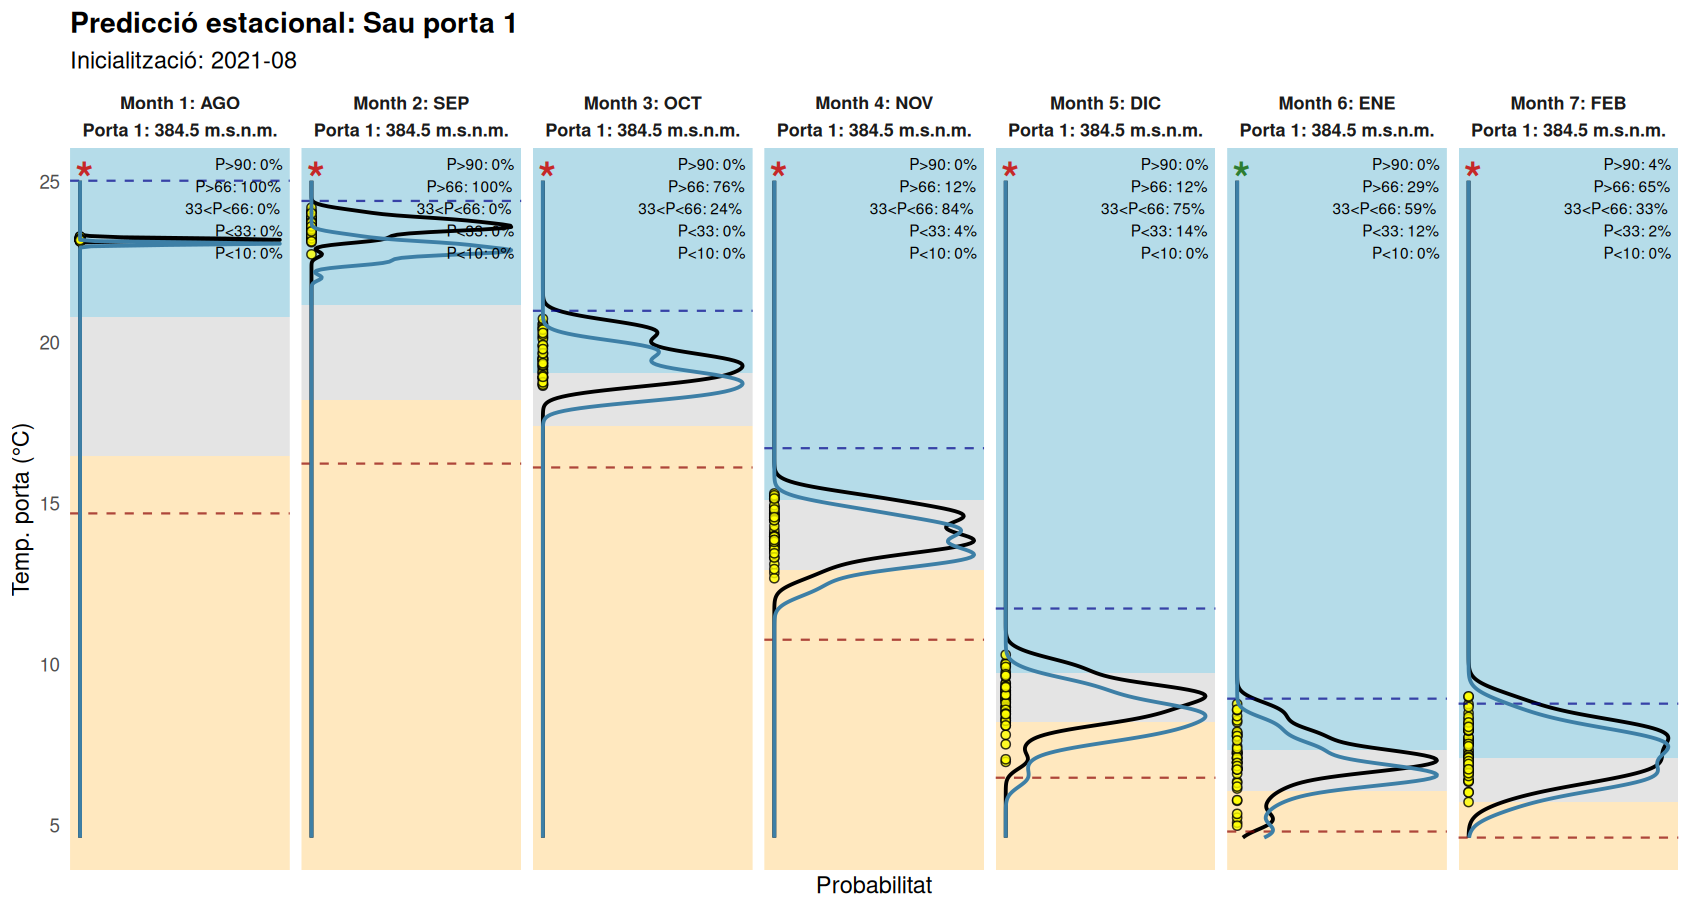 Predicció estacional: Sau porta 1
Inicialització: 2021-08
Month 1: AGO
Porta 1: 384.5 m.s.n.m.
Month 2: SEP
Porta 1: 384.5 m.s.n.m.
Month 3: OCT
Porta 1: 384.5 m.s.n.m.
Month 4: NOV
Porta 1: 384.5 m.s.n.m.
Month 5: DIC
Porta 1: 384.5 m.s.n.m.
Month 6: ENE
Porta 1: 384.5 m.s.n.m.
Month 7: FEB
Porta 1: 384.5 m.s.n.m.
*
P>90: 0%
P>66: 100%
33<P<66: 0%
P<33: 0%
P<10: 0%
*
P>90: 0%
P>66: 100%
33<P<66: 0%
P<33: 0%
P<10: 0%
*
P>90: 0%
P>66: 76%
33<P<66: 24%
P<33: 0%
P<10: 0%
*
P>90: 0%
P>66: 12%
33<P<66: 84%
P<33: 4%
P<10: 0%
*
P>90: 0%
P>66: 12%
33<P<66: 75%
P<33: 14%
P<10: 0%
*
P>90: 0%
P>66: 29%
33<P<66: 59%
P<33: 12%
P<10: 0%
*
P>90: 4%
P>66: 65%
33<P<66: 33%
P<33: 2%
P<10: 0%
25
20
15
10
5
Temp. porta (°C)
Probabilitat